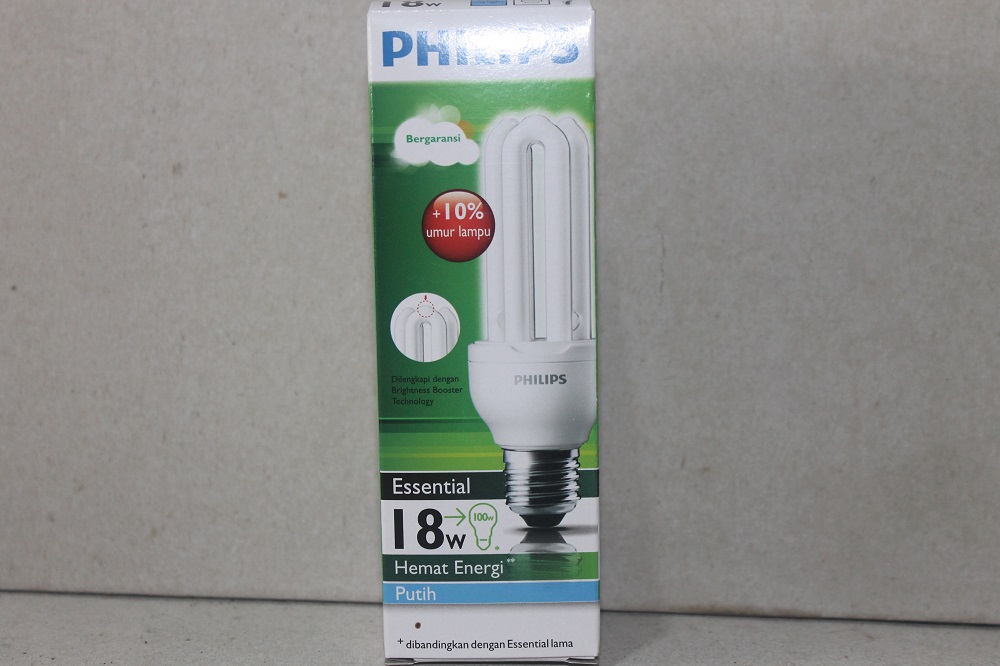 18w
PHILIPS
Bergaransi
+10%
umur lampu
Dilengkapi dengan
Brightness Booster
Technology
PHILIPS
Essential
18w
100w
Hemat Energi**
Putih
+ dibandingkan dengan Essential lama